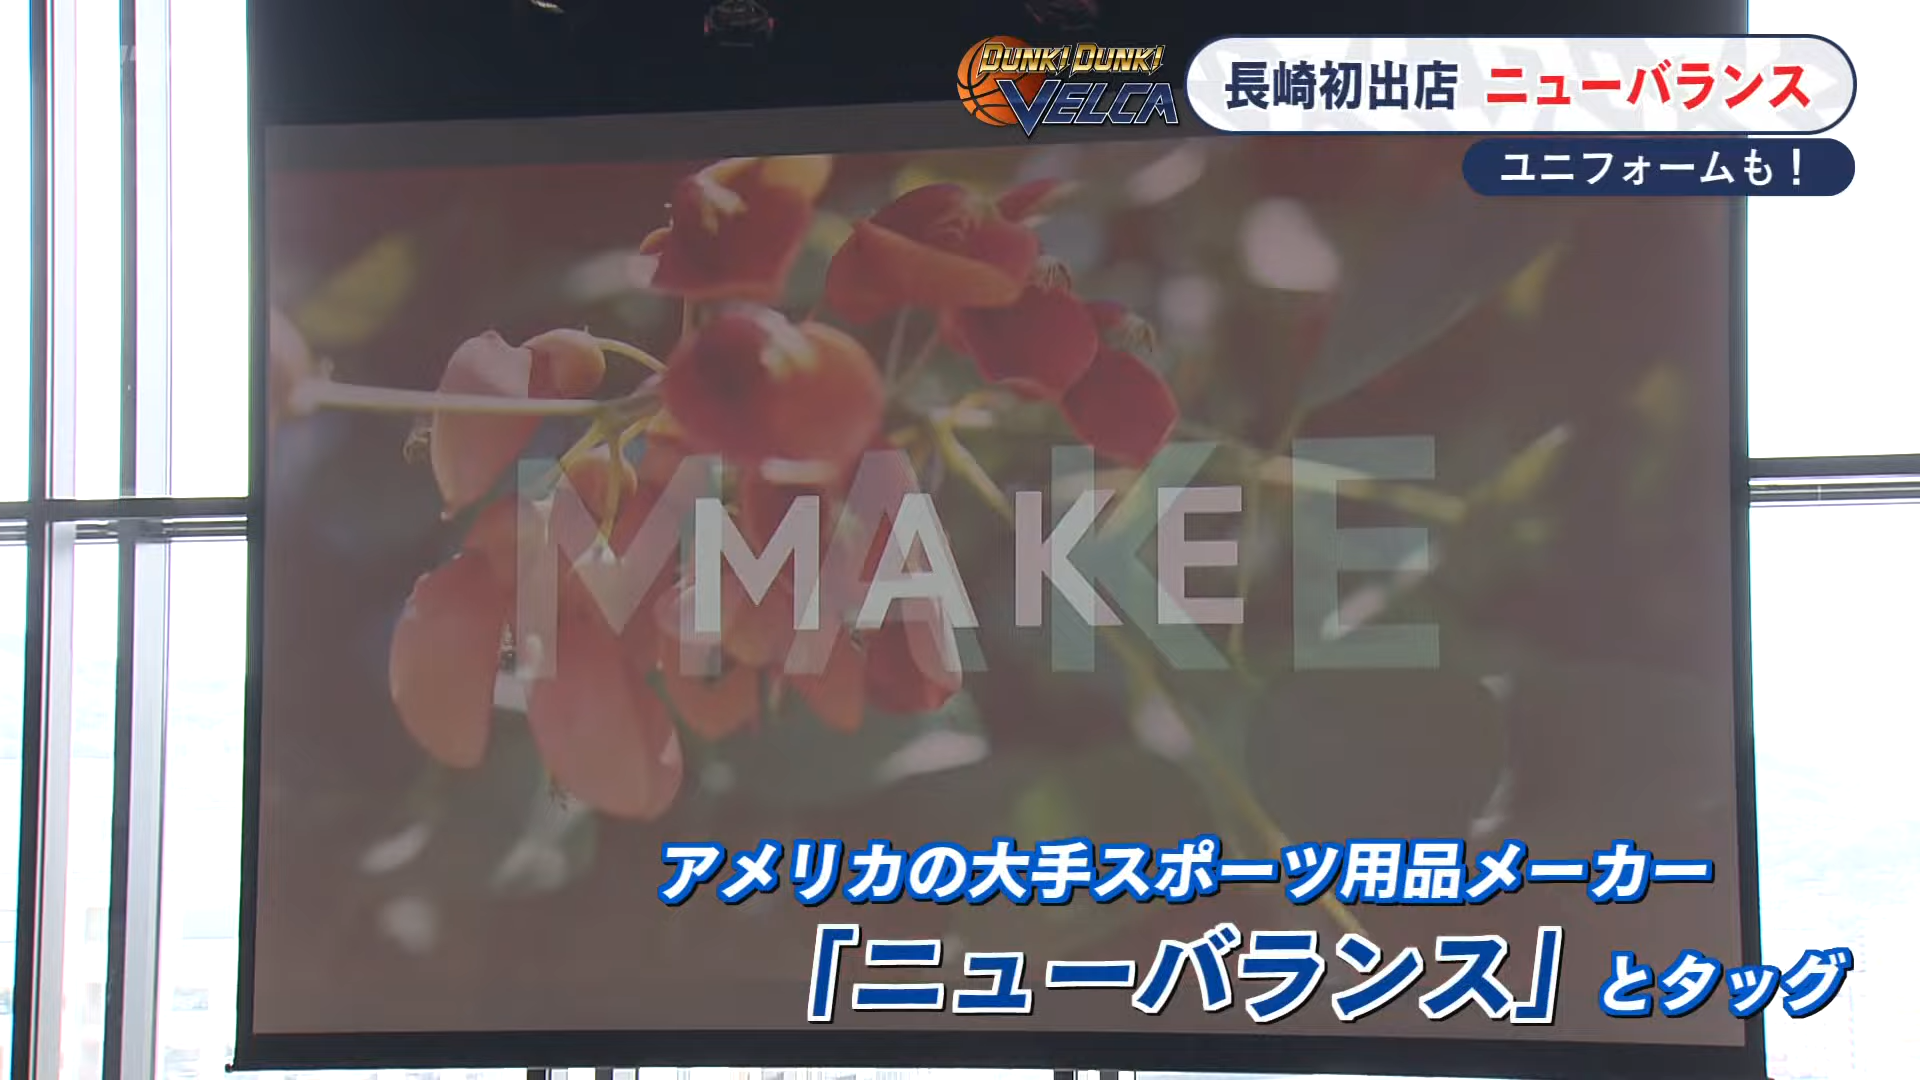 DUNK! DUNK!
VELCA
長崎初出店 ニューバランス
ユニフォームも！
MAKE
MAKE
アメリカの大手スポーツ用品メーカー
「ニューバランス」とタッグ